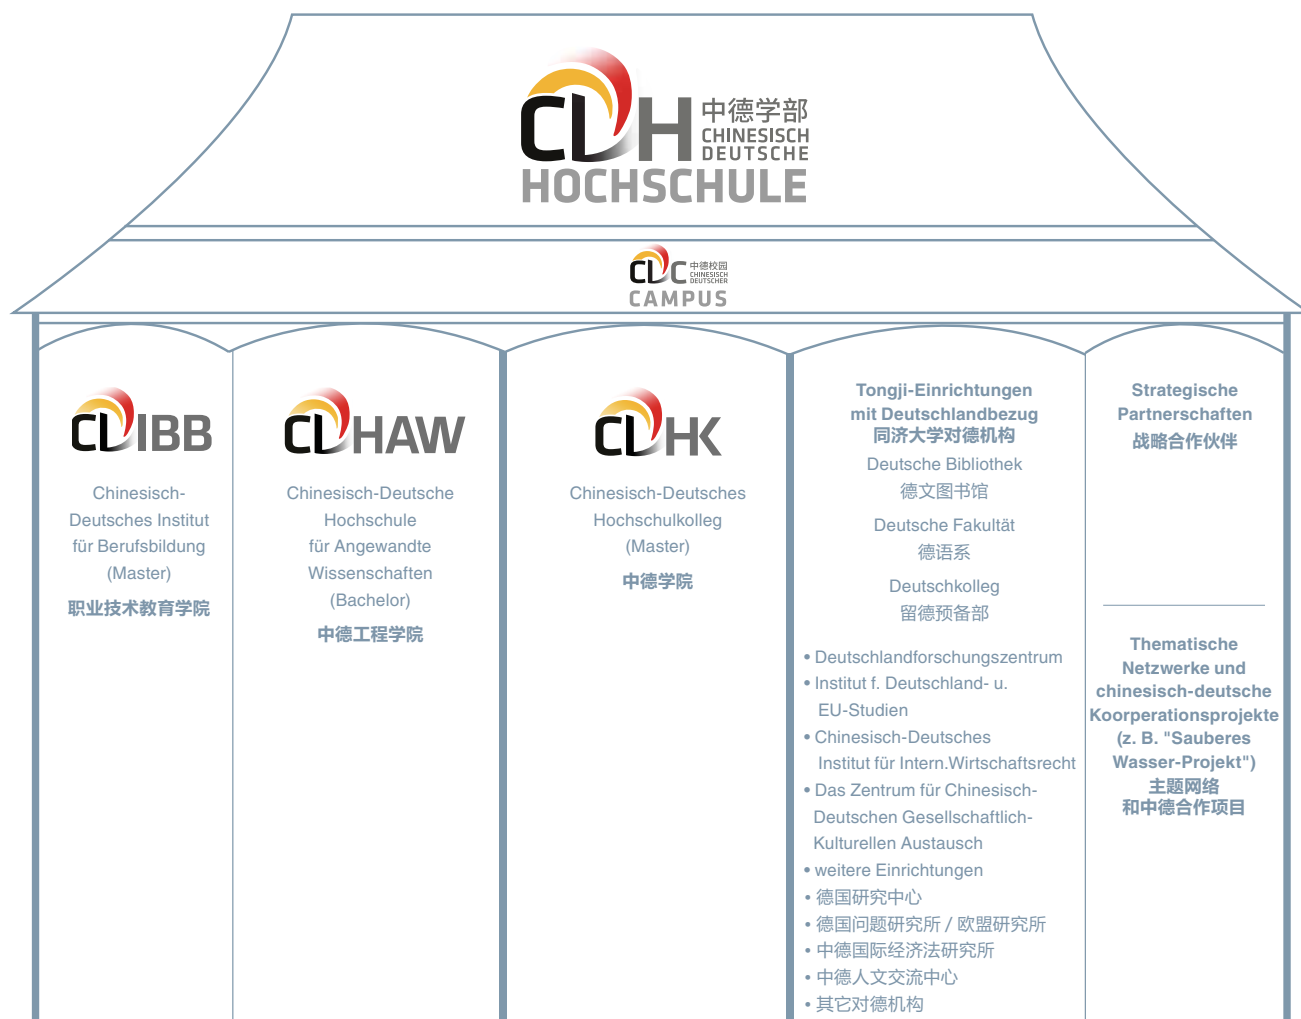 CDH 中德学部
CHINESISCH
DEUTSCHE
HOCHSCHULE
CDC 中德校园
CHINESISCH
DEUTSCHER
CAMPUS
CDIBB
Chinesisch-
Deutsches Institut
für Berufsbildung
(Master)
职业技术教育学院
CDHAW
Chinesisch-Deutsche
Hochschule
für Angewandte
Wissenschaften
(Bachelor)
中德工程学院
CDHK
Chinesisch-Deutsches
Hochschulkolleg
(Master)
中德学院
Tongji-Einrichtungen
mit Deutschlandbezug
同济大学对德机构
Deutsche Bibliothek
德文图书馆
Deutsche Fakultät
德语系
Deutschkolleg
留德预备部
• Deutschlandforschungszentrum
• Institut f. Deutschland- u.
EU-Studien
• Chinesisch-Deutsches
Institut für Intern.Wirtschaftsrecht
• Das Zentrum für Chinesisch-
Deutschen Gesellschaftlich-
Kulturellen Austausch
• weitere Einrichtungen
• 德国研究中心
• 德国问题研究所 / 欧盟研究所
• 中德国际经济法研究所
• 中德人文交流中心
• 其它对德机构
Strategische
Partnerschaften
战略合作伙伴
Thematische
Netzwerke und
chinesisch-deutsche
Koorperationsprojekte
(z. B. "Sauberes
Wasser-Projekt")
主题网络
和中德合作项目